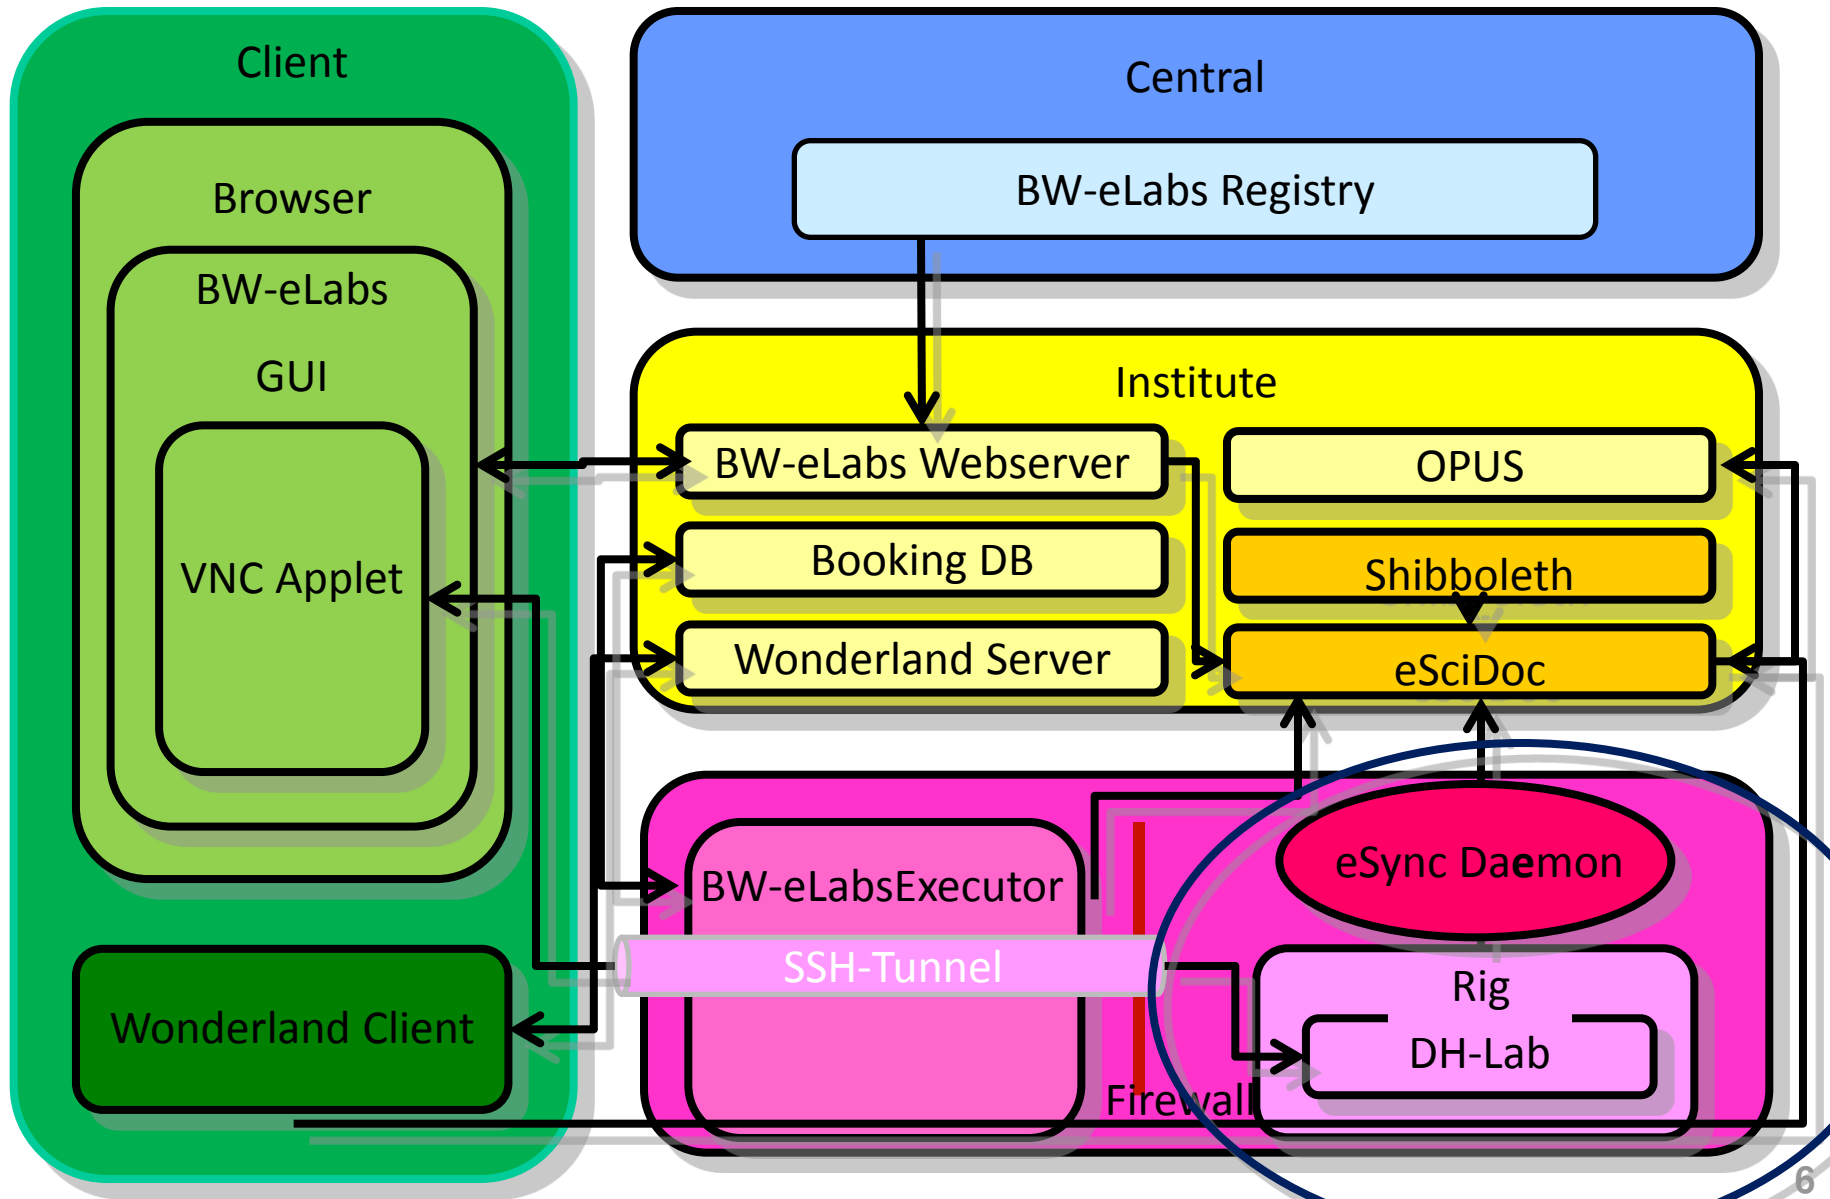 Client
Browser
BW-eLabs
GUI
VNC Applet
Wonderland Client
Central
BW-eLabs Registry
Institute
BW-eLabs Webserver
OPUS
Booking DB
Shibboleth
Wonderland Server
eSciDoc
BW-eLabsExecutor
eSync Daemon
SSH-Tunnel
Rig
DH-Lab
Firewall
6